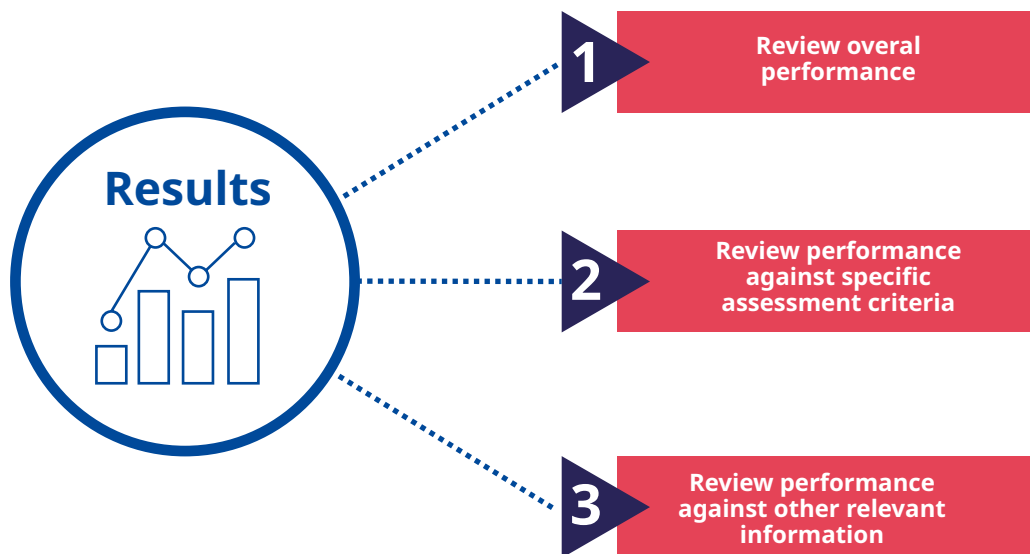 Results
1
Review overal
performance
2
Review performance
against specific
assessment criteria
3
Review performance
against other relevant
information